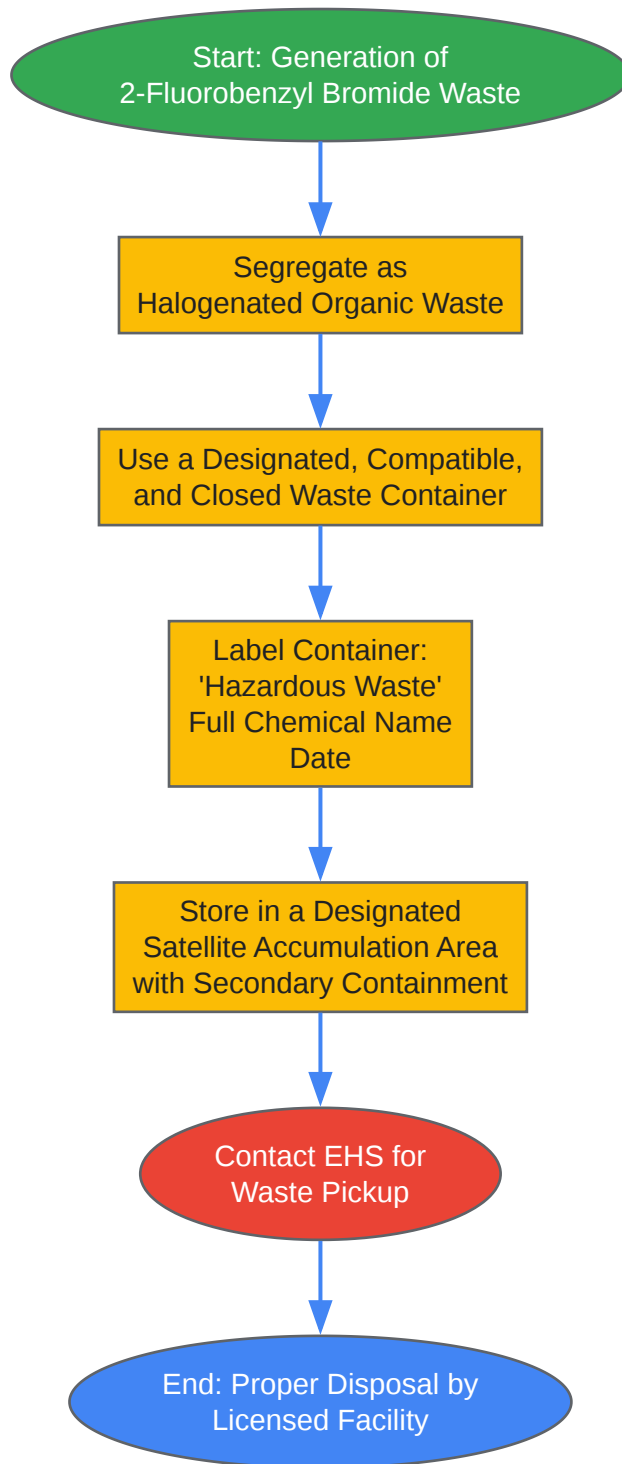 Start: Generation of
2-Fluorobenzyl Bromide Waste
Segregate as
Halogenated Organic Waste
Use a Designated, Compatible,
and Closed Waste Container
Label Container:
'Hazardous Waste'
Full Chemical Name
Date
Store in a Designated
Satellite Accumulation Area
with Secondary Containment
Contact EHS for
Waste Pickup
End: Proper Disposal by
Licensed Facility